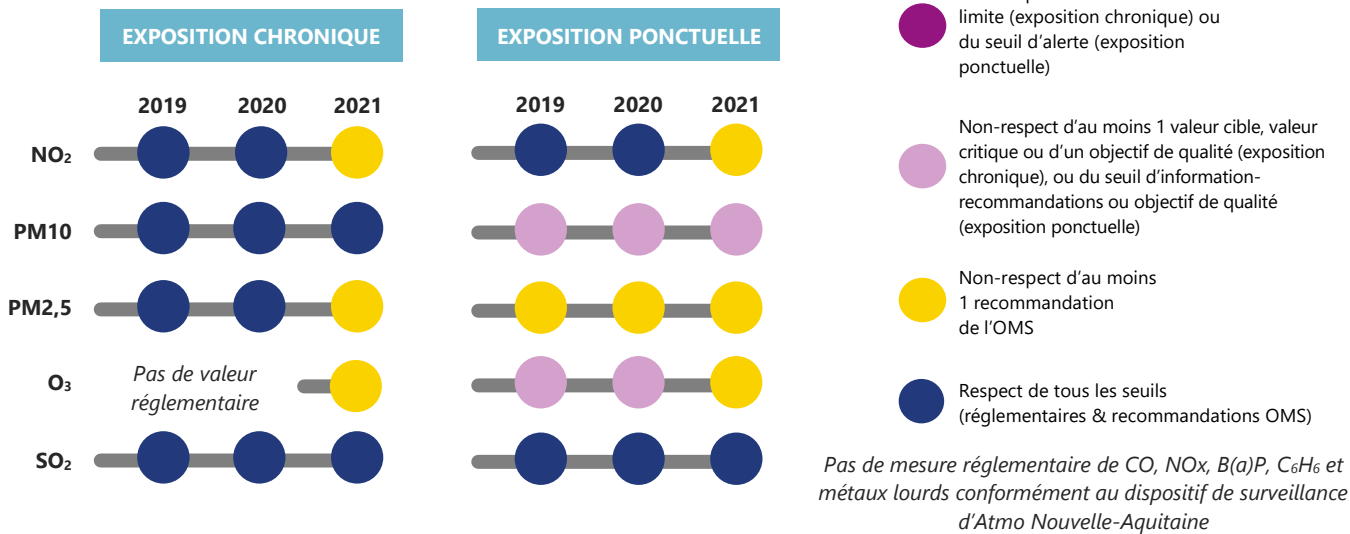 EXPOSITION CHRONIQUE
EXPOSITION PONCTUELLE
2019 2020 2021
2019 2020 2021
NO₂
PM10
PM2,5
O₃
Pas de valeur
réglementaire
SO₂
limite (exposition chronique) ou
du seuil d'alerte (exposition
ponctuelle)
Non-respect d'au moins 1 valeur cible, valeur
critique ou d'un objectif de qualité (exposition
chronique), ou du seuil d'information-
recommandations ou objectif de qualité
(exposition ponctuelle)
Non-respect d'au moins
1 recommandation
de l'OMS
Respect de tous les seuils
(réglementaires & recommandations OMS)
Pas de mesure réglementaire de CO, NOx, B(a)P, C₆H₆ et
métaux lourds conformément au dispositif de surveillance
d'Atmo Nouvelle-Aquitaine